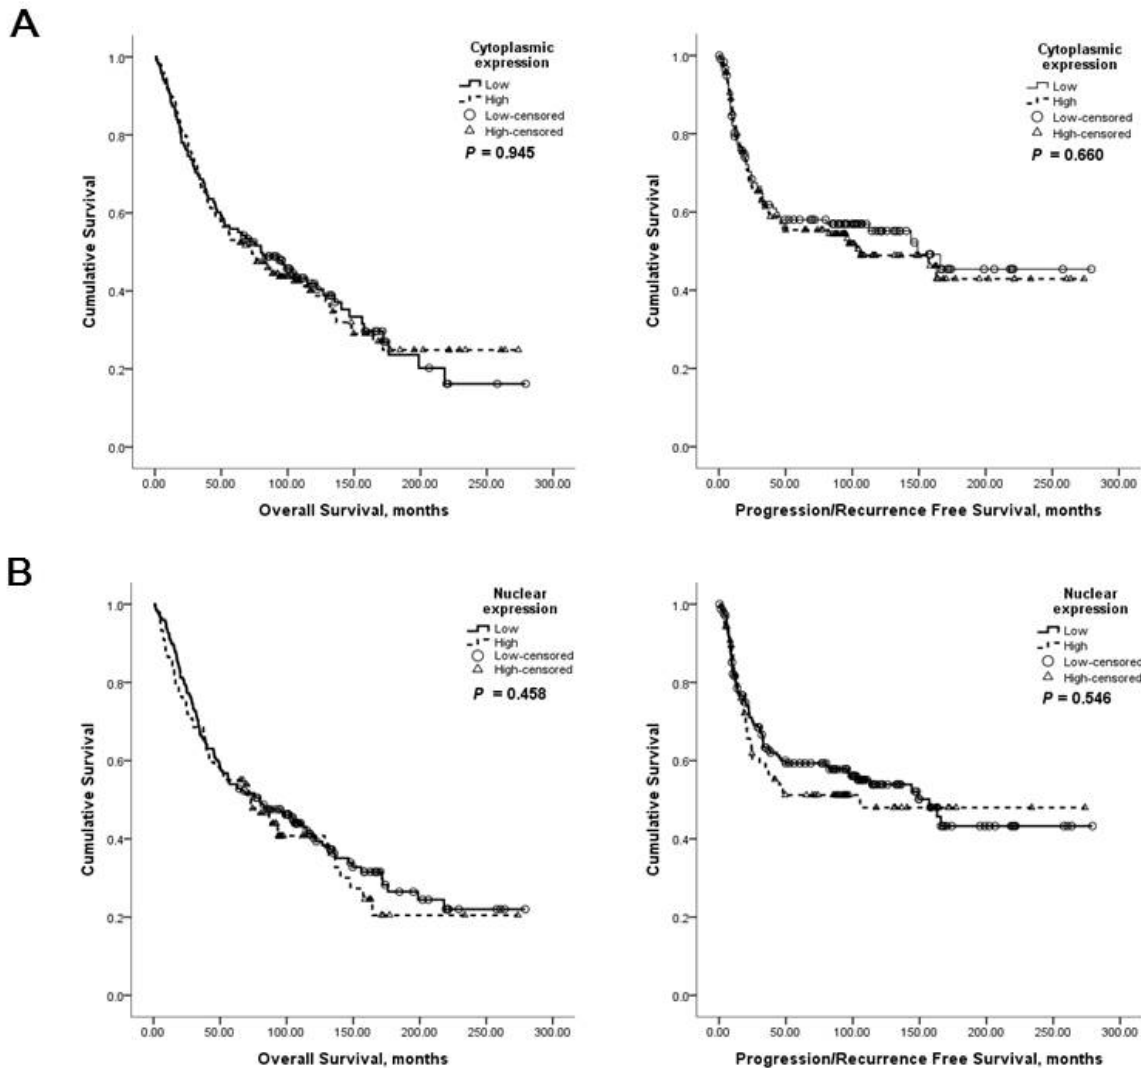 A
Cytoplasmic
expression
Low
High
Low-censored
High-censored
P = 0.945
Cumulative Survival
1.0
0.8
0.6
0.4
0.2
0.0
0.00 50.00 100.00 150.00 200.00 250.00 300.00
Overall Survival, months
Cytoplasmic
expression
Low
High
Low-censored
High-censored
P = 0.660
Cumulative Survival
1.0
0.8
0.6
0.4
0.2
0.0
0.00 50.00 100.00 150.00 200.00 250.00 300.00
Progression/Recurrence Free Survival, months
B
Nuclear
expression
Low
High
Low-censored
High-censored
P = 0.458
Cumulative Survival
1.0
0.8
0.6
0.4
0.2
0.0
0.00 50.00 100.00 150.00 200.00 250.00 300.00
Overall Survival, months
Nuclear
expression
Low
High
Low-censored
High-censored
P = 0.546
Cumulative Survival
1.0
0.8
0.6
0.4
0.2
0.0
0.00 50.00 100.00 150.00 200.00 250.00 300.00
Progression/Recurrence Free Survival, months